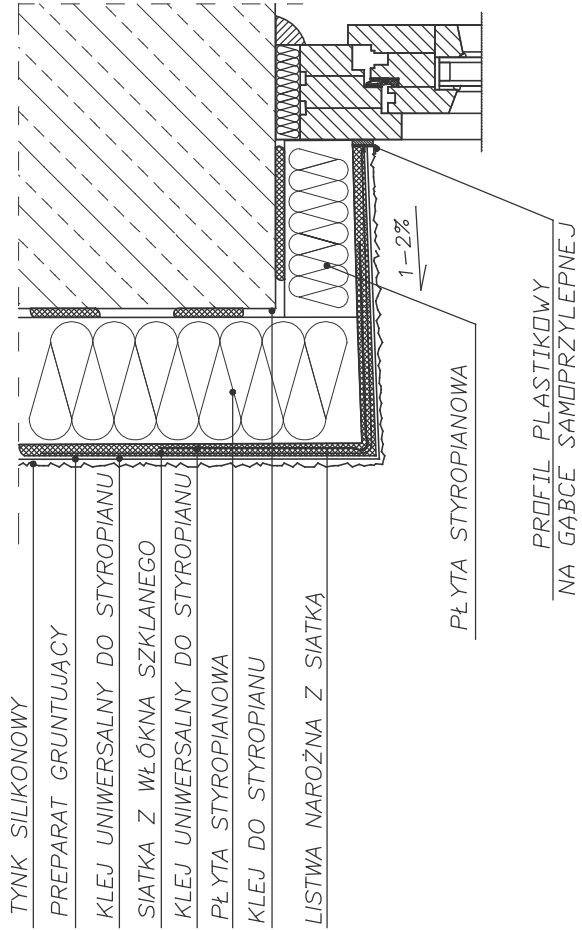 TYNK SILIKONOWY
PREPARAT GRUNTUJĄCY
KLEJ UNIWERSALNY DO STYROPIANU
SIATKA Z WŁÓKNA SZKLANEGO
KLEJ UNIWERSALNY DO STYROPIANU
PŁYTA STYROPIANOWA
KLEJ DO STYROPIANU
LISTWA NAROŻNA Z SIATKĄ
1-2%
PŁYTA STYROPIANOWA
PROFIL PLASTIKOWY
NA GĄBCE SAMOPRZYLEPNEJ